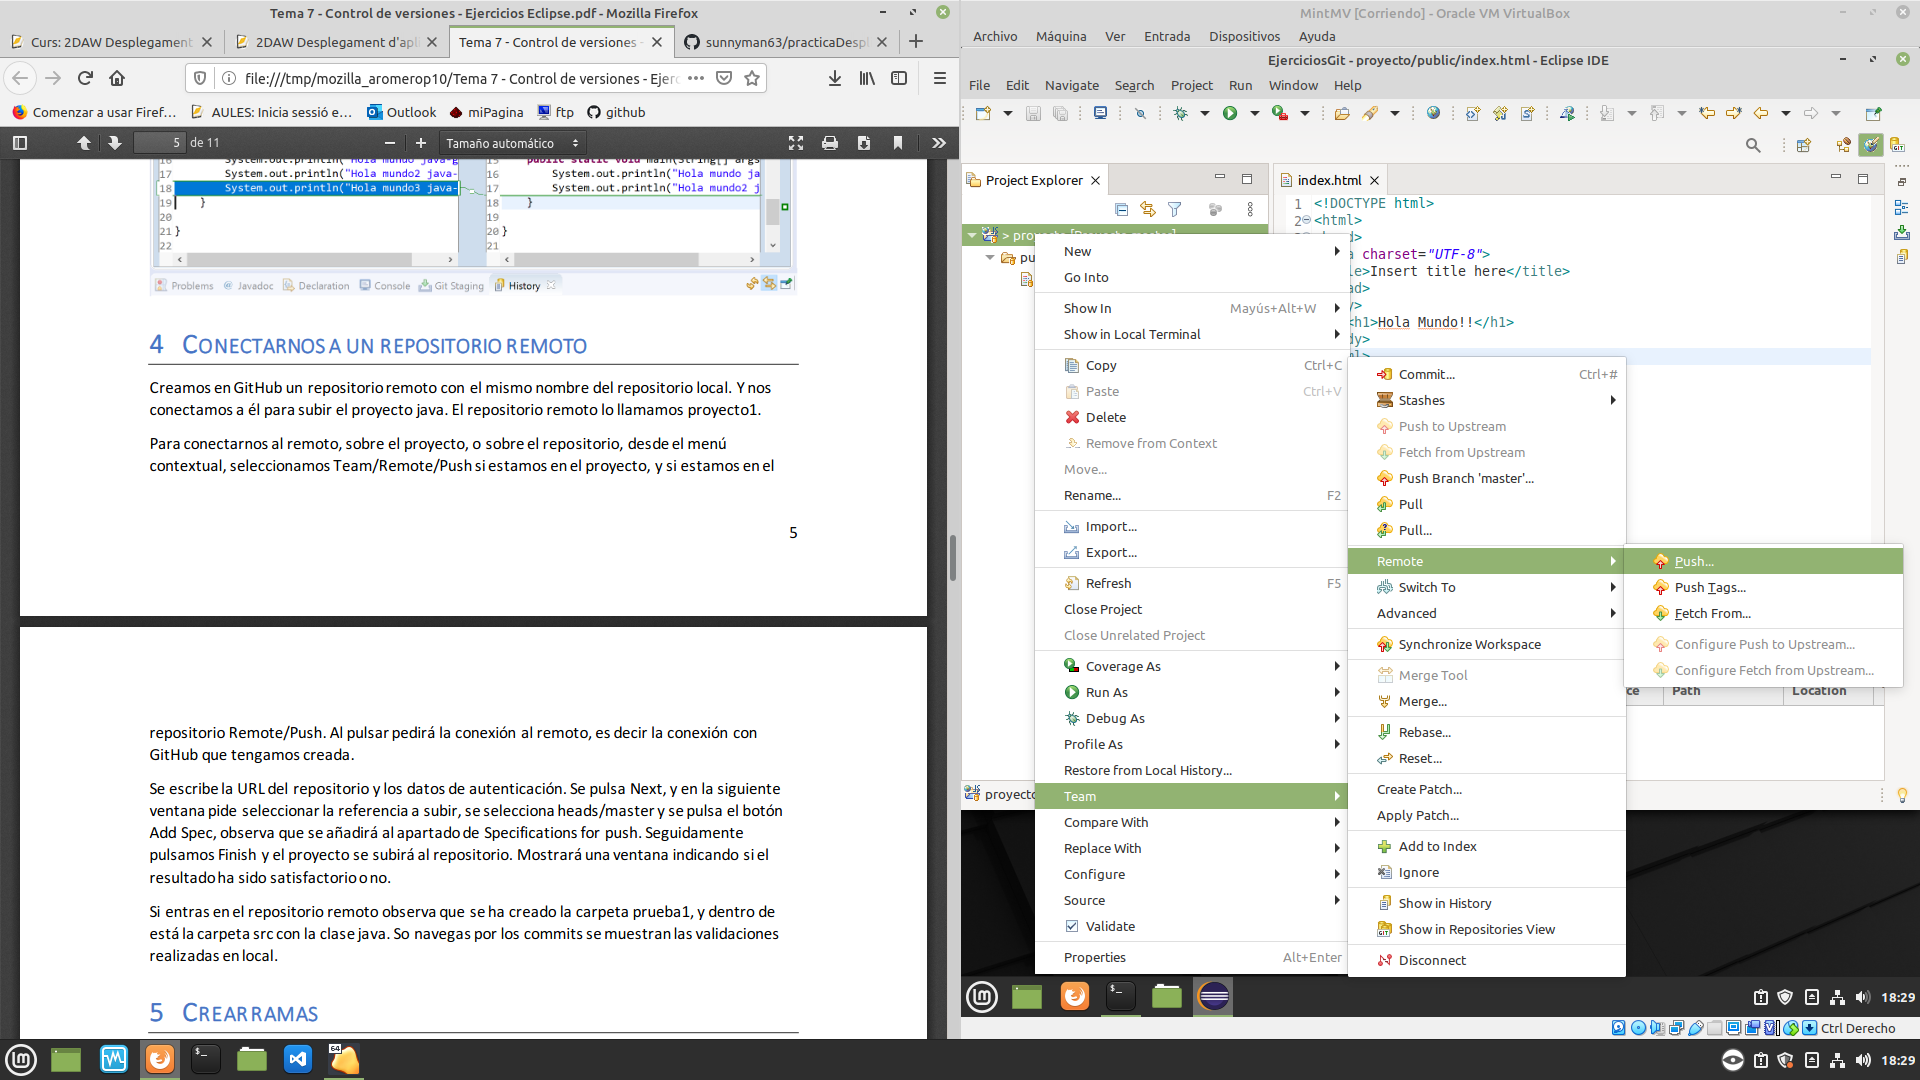 Tema 7 - Control de versiones - Ejercicios Eclipse.pdf - Mozilla Firefox
Curs: 2DAW Desplegament
2DAW Desplegament d'apl
Tema 7 - Control de versiones -
sunnyman63/practicaDesp
file:///tmp/mozilla_aromerop10/Tema 7 - Control de versiones - Ejerc
Comenzar a usar Firef…
AULES: Inicia sessió e…
Outlook
miPagina
ftp
github
5
de 11
Tamaño automático
17
System.out.println("Hola mundo2 java-
18
System.out.println("Hola mundo3 java-
19
}
20
21 }
22
15
public static void main(String[] args
16
System.out.println("Hola mundo ja
17
System.out.println("Hola mundo2 j
18
}
19
20 }
21
Problems
Javadoc
Declaration
Console
Git Staging
History
4 CONECTARNOS A UN REPOSITORIO REMOTO
Creamos en GitHub un repositorio remoto con el mismo nombre del repositorio local. Y nos
conectamos a él para subir el proyecto java. El repositorio remoto lo llamamos proyecto1.
Para conectarnos al remoto, sobre el proyecto, o sobre el repositorio, desde el menú
contextual, seleccionamos Team/Remote/Push si estamos en el proyecto, y si estamos en el
5
repositorio Remote/Push. Al pulsar pedirá la conexión al remoto, es decir la conexión con
GitHub que tengamos creada.
Se escribe la URL del repositorio y los datos de autenticación. Se pulsa Next, y en la siguiente
ventana pide seleccionar la referencia a subir, se selecciona heads/master y se pulsa el botón
Add Spec, observa que se añadirá al apartado de Specifications for push. Seguidamente
pulsamos Finish y el proyecto se subirá al repositorio. Mostrará una ventana indicando si el
resultado ha sido satisfactorio o no.
Si entras en el repositorio remoto observa que se ha creado la carpeta prueba1, y dentro de
está la carpeta src con la clase java. So navegas por los commits se muestran las validaciones
realizadas en local.
5 CREAR RAMAS
MintMV [Corriendo] - Oracle VM VirtualBox
Archivo
Máquina
Ver
Entrada
Dispositivos
Ayuda
EjerciciosGit - proyecto/public/index.html - Eclipse IDE
File
Edit
Navigate
Search
Project
Run
Window
Help
Project Explorer
index.html
1 <!DOCTYPE html>
2 <html>
d>
a charset="UTF-8">
le>Insert title here</title>
ad>
y>
<h1>Hola Mundo!!</h1>
dy>
ml>
> proyecto [Proyecto master]
pu
New
Go Into
Show In Mayús+Alt+W
Show in Local Terminal
Copy Ctrl+C
Paste Ctrl+V
Delete
Remove from Context
Move...
Rename... F2
Import...
Export...
Refresh F5
Close Project
Close Unrelated Project
Coverage As
Run As
Debug As
Profile As
Restore from Local History...
Team
Compare With
Replace With
Configure
Source
Validate
Properties Alt+Enter
Commit... Ctrl+#
Stashes
Push to Upstream
Fetch from Upstream
Push Branch 'master'...
Pull
Pull...
Remote
Switch To
Advanced
Synchronize Workspace
Merge Tool
Merge...
Rebase...
Reset...
Create Patch...
Apply Patch...
Add to Index
Ignore
Show in History
Show in Repositories View
Disconnect
Push...
Push Tags...
Fetch From...
Configure Push to Upstream...
Configure Fetch from Upstream...
ce
Path
Location
proyecto
18:29
Ctrl Derecho
64
18:29